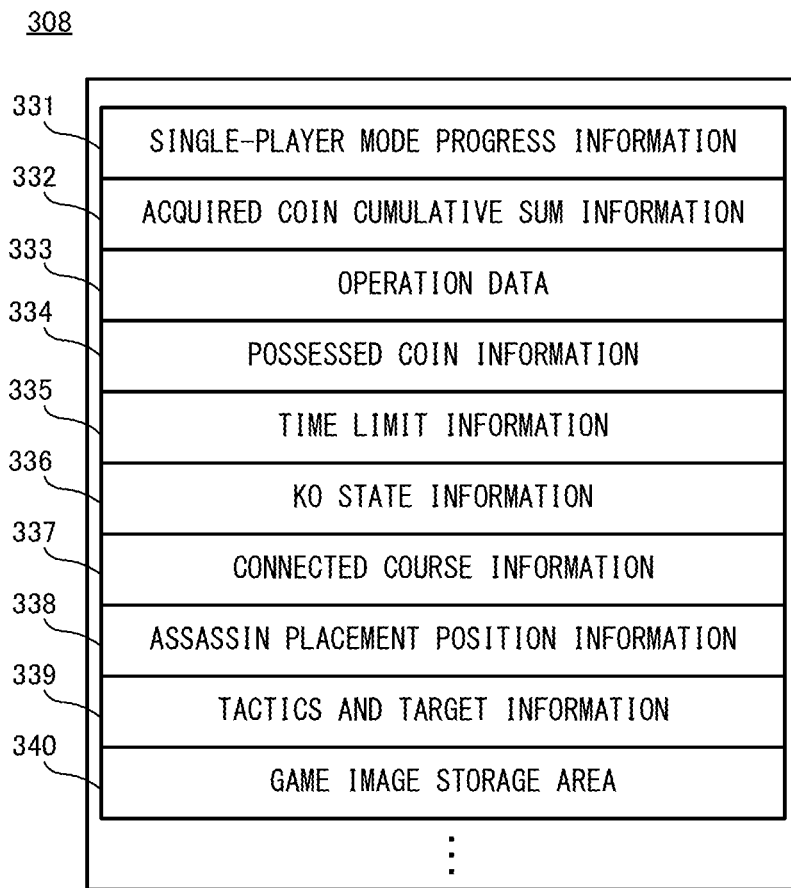 308
331 SINGLE-PLAYER MODE PROGRESS INFORMATION
332 ACQUIRED COIN CUMULATIVE SUM INFORMATION
333 OPERATION DATA
334 POSSESSED COIN INFORMATION
335 TIME LIMIT INFORMATION
336 KO STATE INFORMATION
337 CONNECTED COURSE INFORMATION
338 ASSASSIN PLACEMENT POSITION INFORMATION
339 TACTICS AND TARGET INFORMATION
340 GAME IMAGE STORAGE AREA
⋮